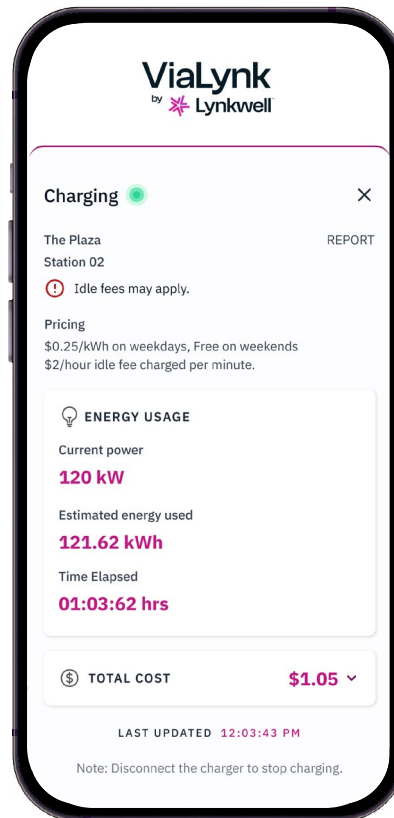 ViaLynk
by Lynkwell
Charging
The Plaza REPORT
Station 02
Idle fees may apply.
Pricing
$0.25/kWh on weekdays, Free on weekends
$2/hour idle fee charged per minute.
ENERGY USAGE
Current power
120 kW
Estimated energy used
121.62 kWh
Time Elapsed
01:03:62 hrs
TOTAL COST $1.05
LAST UPDATED 12:03:43 PM
Note: Disconnect the charger to stop charging.